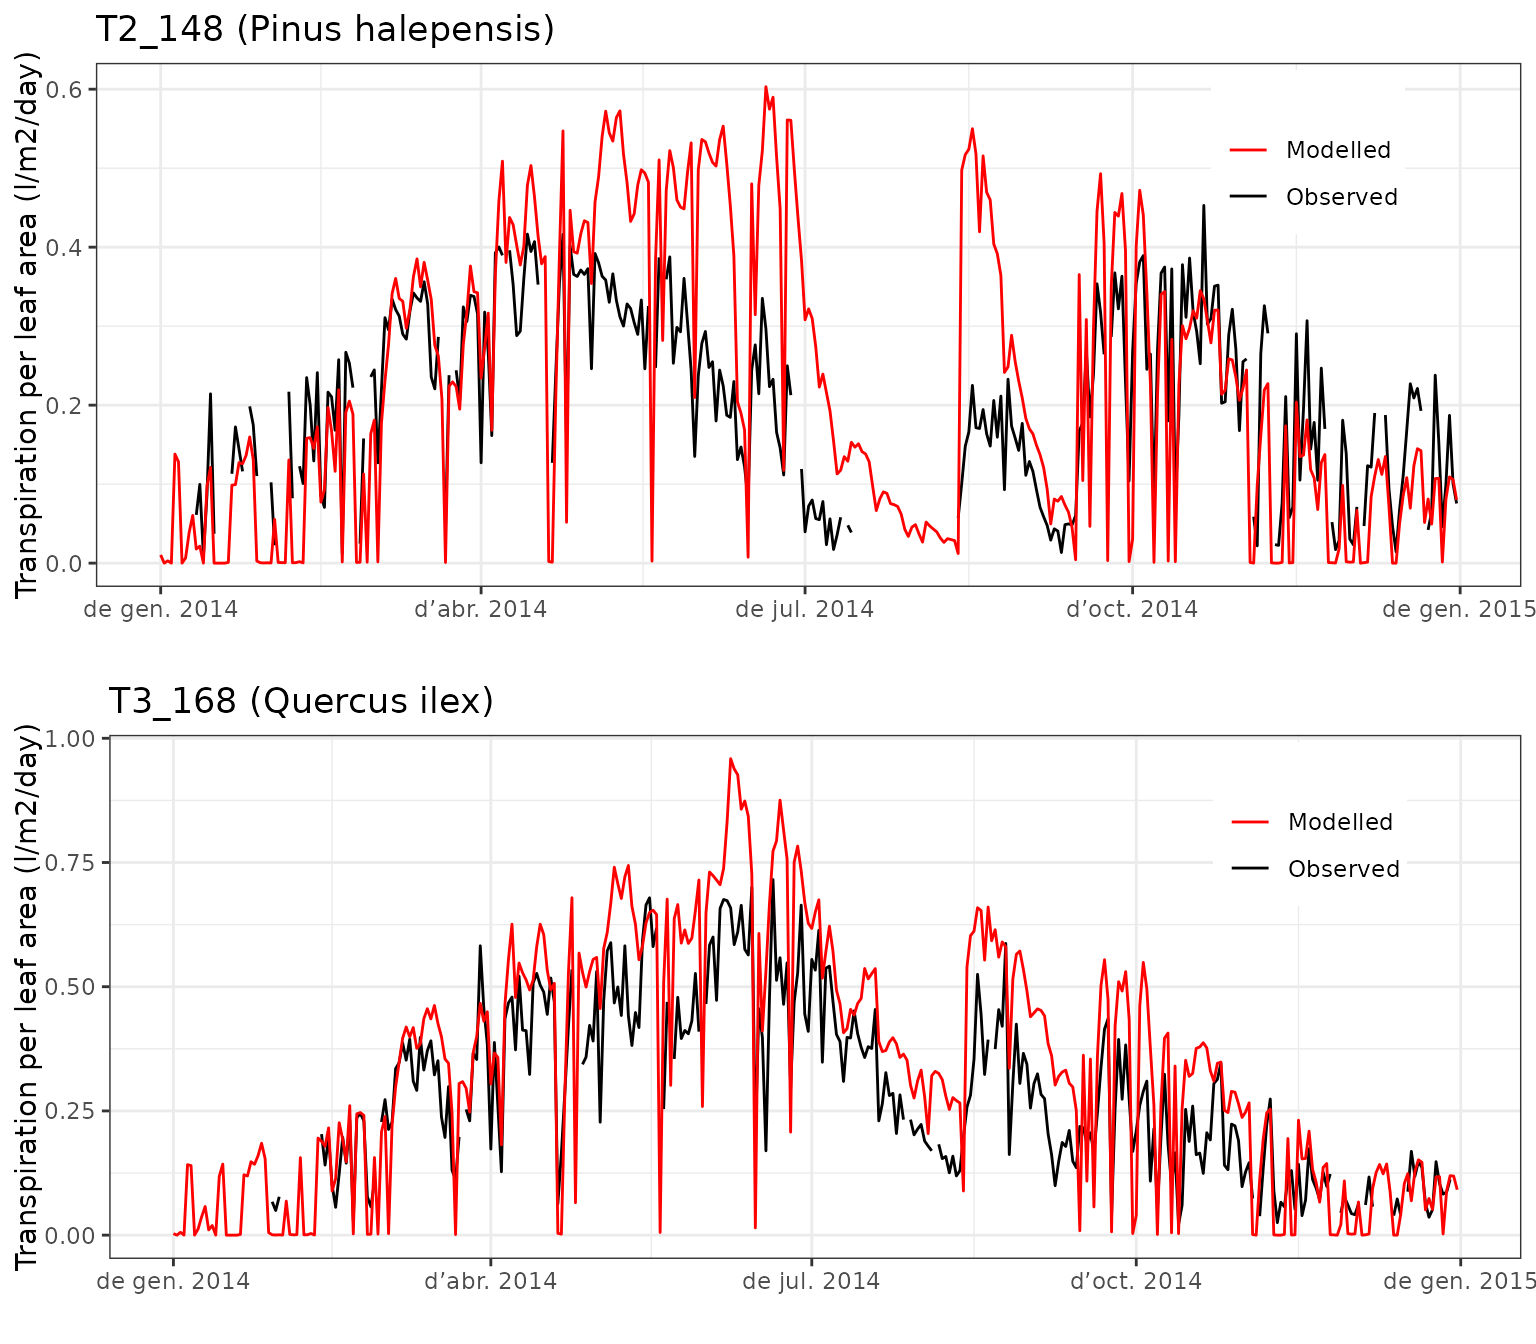 T2_148 (Pinus halepensis)
Transpiration per leaf area (l/m2/day)
0.6
0.4
0.2
0.0
Modelled
Observed
de gen. 2014
d’abr. 2014
de jul. 2014
d’oct. 2014
de gen. 2015
T3_168 (Quercus ilex)
Transpiration per leaf area (l/m2/day)
1.00
0.75
0.50
0.25
0.00
Modelled
Observed
de gen. 2014
d’abr. 2014
de jul. 2014
d’oct. 2014
de gen. 2015